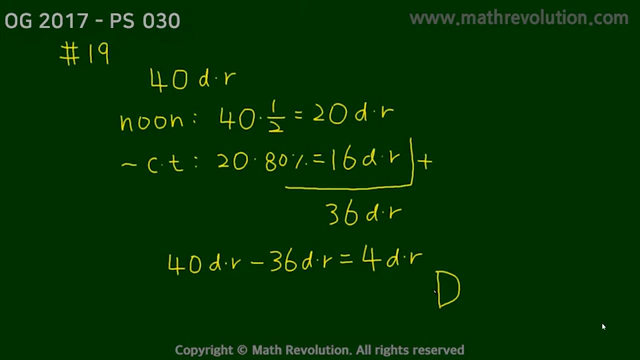 OG 2017 - PS 030
www.mathrevolution.com
#19
40 d·r
noon: 40·1/2=20 d·r
~ c·t: 20·80%=16d·r +
36 d·r
40 d·r - 36 d·r = 4 d·r
D
Copyright © Math Revolution. All Rights Reserved